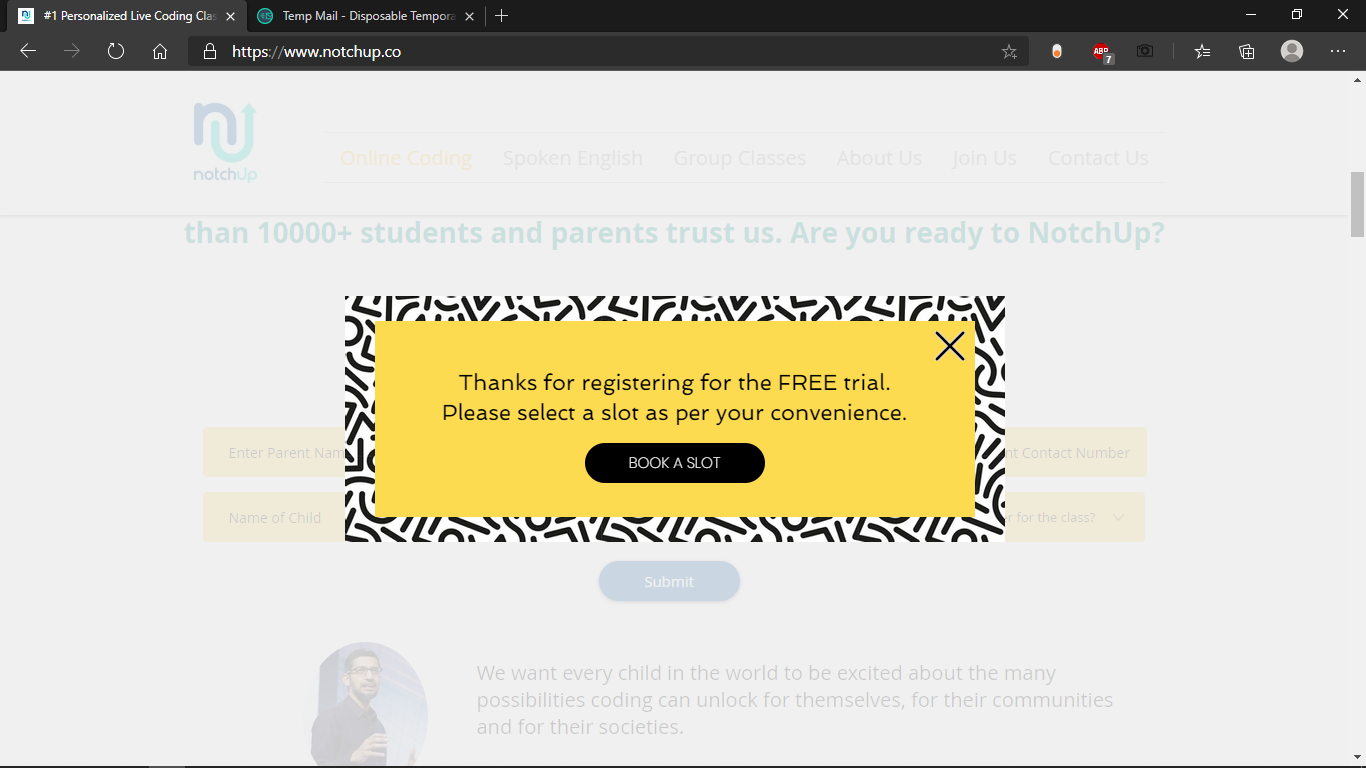 #1 Personalized Live Coding Clas
Temp Mail - Disposable Tempora
https://www.notchup.co
ABP
7
notchUp
Online Coding
Spoken English
Group Classes
About Us
Join Us
Contact Us
than 10000+ students and parents trust us. Are you ready to NotchUp?
Thanks for registering for the FREE trial.
Please select a slot as per your convenience.
BOOK A SLOT
Enter Parent Nam
nt Contact Number
Name of Child
r for the class?
Submit
We want every child in the world to be excited about the many
possibilities coding can unlock for themselves, for their communities
and for their societies.